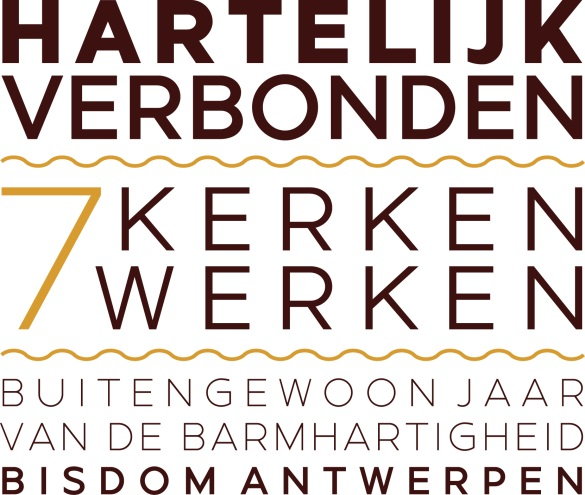 HARTELIJK
VERBONDEN
7 KERKEN
WERKEN
BUITENGEWOON JAAR
VAN DE BARMHARTIGHEID
BISDOM ANTWERPEN